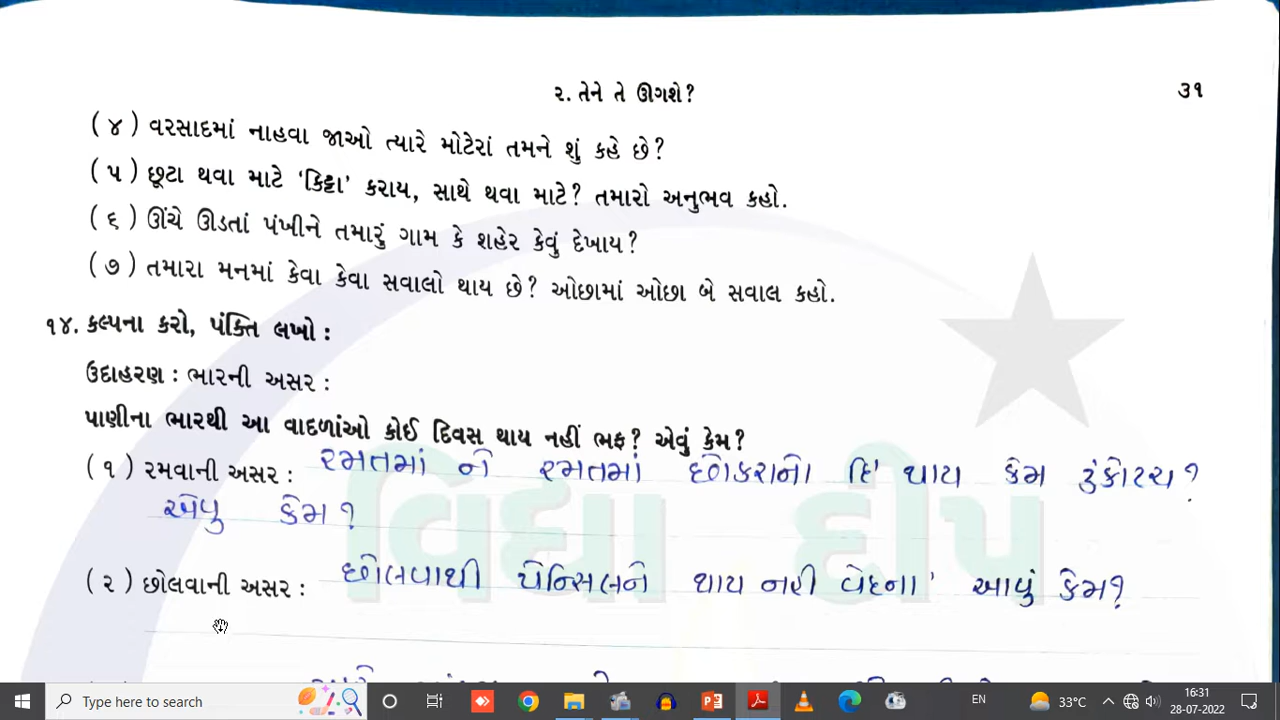 ૨. તેને તે ઊગશે?
૩૧
(૪) વરસાદમાં નાહવા જાઓ ત્યારે મોટેરાં તમને શું કહે છે?
(૫) છૂટા થવા માટે ‘કિટ્ટા’ કરાય, સાથે થવા માટે? તમારો અનુભવ કહો.
(૬) ઊંચે ઊડતાં પંખીને તમારું ગામ કે શહેર કેવું દેખાય?
(૭) તમારા મનમાં કેવા કેવા સવાલો થાય છે? ઓછામાં ઓછા બે સવાલ કહો.
૧૪. કલ્પના કરો, પંક્તિ લખો :
ઉદાહરણ : ભારની અસર :
પાણીના ભારથી આ વાદળાંઓ કોઈ દિવસ થાય નહીં ભફ? એવું કેમ?
(૧) રમવાની અસર : રમતમાં ને રમતમાં છોકરાનો દિ' થાય કેમ ટુંકોટચ?
એવુ કેમ?
(૨) છોલવાની અસર : છોલવાથી પેન્સિલને થાય નરી વેદના' આવું કેમ?
વિદ્યા દીપ
Type here to search
EN
33°C
16:31
28-07-2022